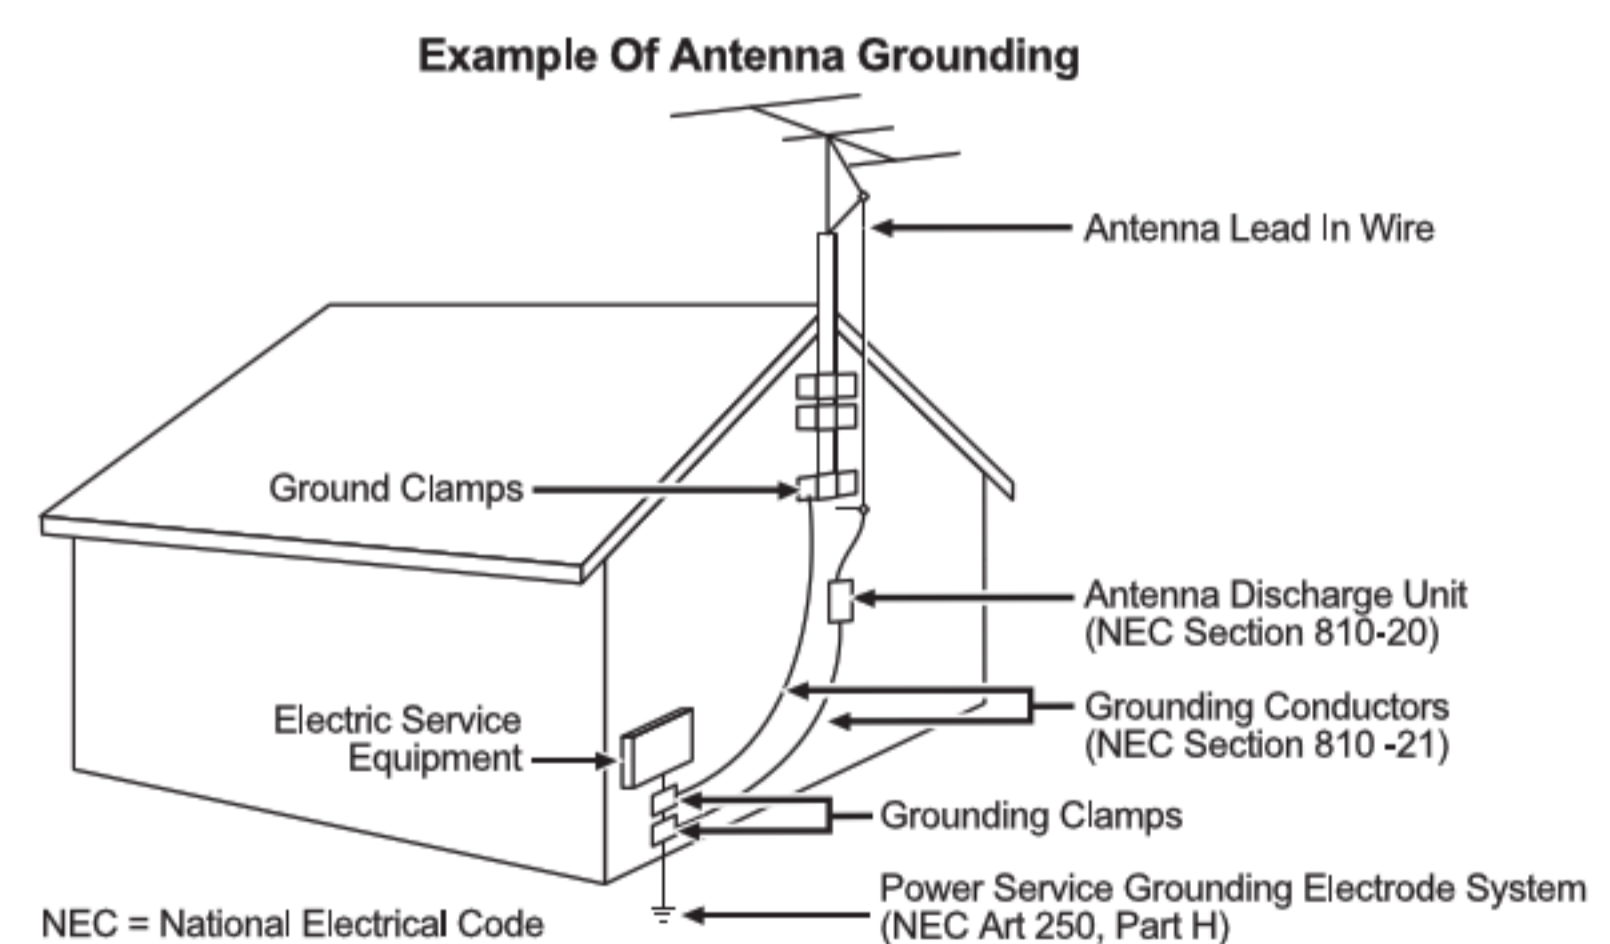 Example Of Antenna Grounding
Antenna Lead In Wire
Ground Clamps
Antenna Discharge Unit
(NEC Section 810-20)
Electric Service
Equipment
Grounding Conductors
(NEC Section 810 -21)
Grounding Clamps
Power Service Grounding Electrode System
(NEC Art 250, Part H)
NEC = National Electrical Code